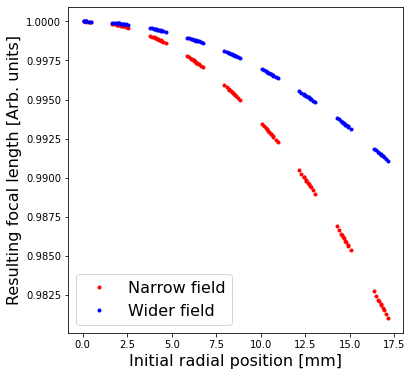 Resulting focal length [Arb. units]
1.0000
0.9975
0.9950
0.9925
0.9900
0.9875
0.9850
0.9825
Narrow field
Wider field
0.0 2.5 5.0 7.5 10.0 12.5 15.0 17.5
Initial radial position [mm]